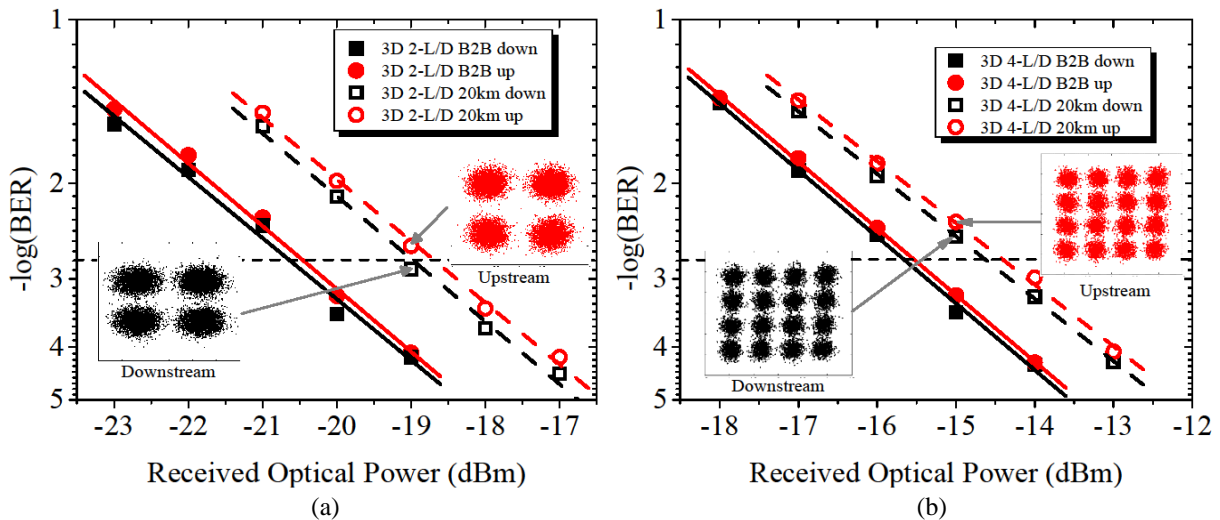 1
2
3
4
5
-log(BER)
3D 2-L/D B2B down
3D 2-L/D B2B up
3D 2-L/D 20km down
3D 2-L/D 20km up
Upstream
Downstream
-23 -22 -21 -20 -19 -18 -17
Received Optical Power (dBm)
(a)
1
2
3
4
5
-log(BER)
3D 4-L/D B2B down
3D 4-L/D B2B up
3D 4-L/D 20km down
3D 4-L/D 20km up
Upstream
Downstream
-18 -17 -16 -15 -14 -13 -12
Received Optical Power (dBm)
(b)